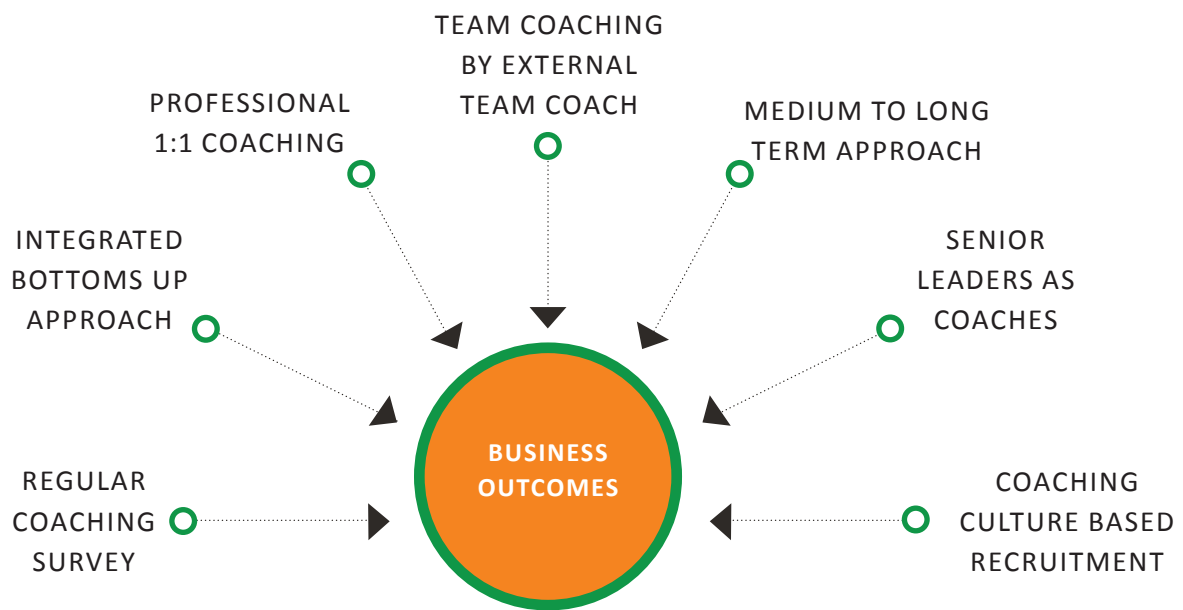 TEAM COACHING
BY EXTERNAL
TEAM COACH
PROFESSIONAL
1:1 COACHING
MEDIUM TO LONG
TERM APPROACH
INTEGRATED
BOTTOMS UP
APPROACH
SENIOR
LEADERS AS
COACHES
BUSINESS
OUTCOMES
REGULAR
COACHING
SURVEY
COACHING
CULTURE BASED
RECRUITMENT